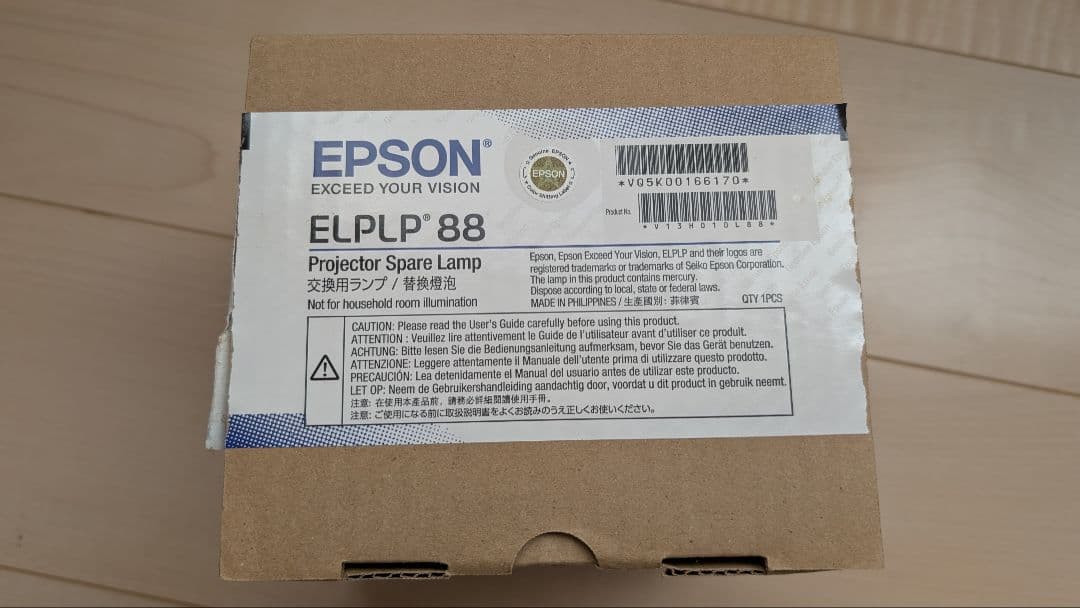 EPSON®
EXCEED YOUR VISION
Genuine EPSON
EPSON
Color Shifting Label
*VQ5K0016617D*
Product No.
*V13H010L88*
ELPLP® 88
Projector Spare Lamp
交換用ランプ / 替換燈泡
Not for household room illumination
Epson, Epson Exceed Your Vision, ELPLP and their logos are
registered trademarks or trademarks of Seiko Epson Corporation.
The lamp in this product contains mercury.
Dispose according to local, state or federal laws.
MADE IN PHILIPPINES / 生產國別：菲律賓 QTY 1PCS
CAUTION: Please read the User's Guide carefully before using this product.
ATTENTION : Veuillez lire attentivement le Guide de l'utilisateur avant d'utiliser ce produit.
ACHTUNG: Bitte lesen Sie die Bedienungsanleitung aufmerksam, bevor Sie das Gerät benutzen.
ATTENZIONE: Leggere attentamente il Manuale dell'utente prima di utilizzare questo prodotto.
PRECAUCIÓN: Lea detenidamente el Manual del usuario antes de utilizar este producto.
LET OP: Neem de Gebruikershandleiding aandachtig door, voordat u dit product in gebruik neemt.
注意: 在使用本產品前，請務必詳細閱讀使用手冊。
注意: ご使用になる前に取扱説明書をよくお読みのうえ正しくお使いください。